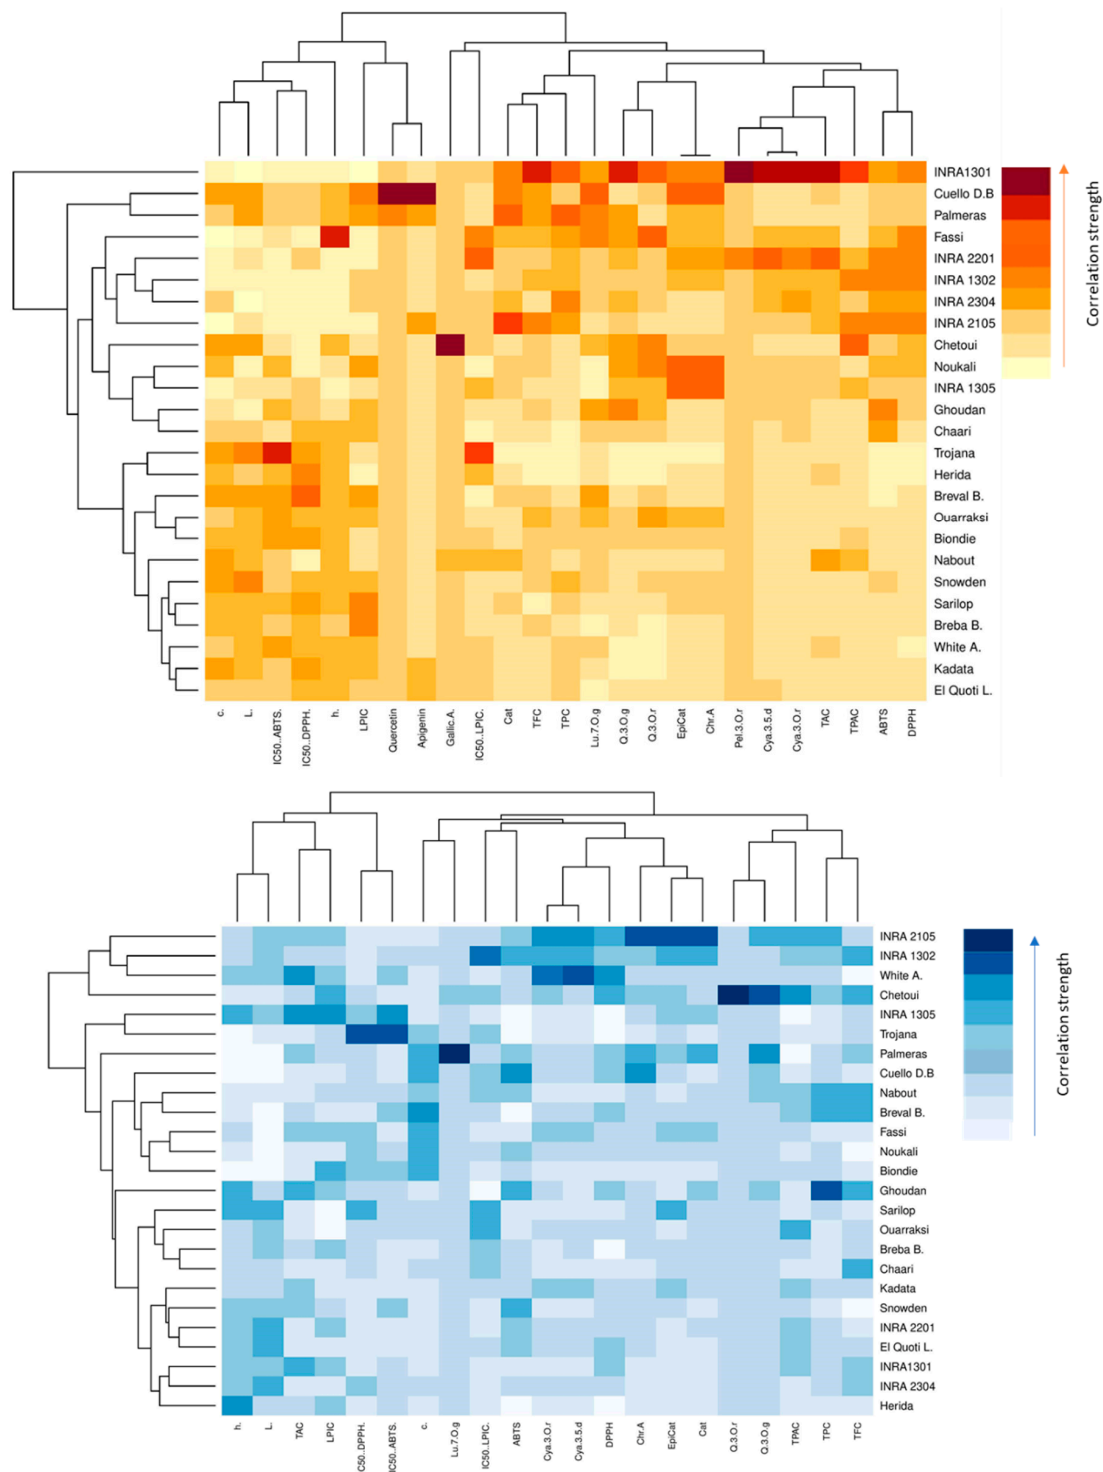 INRA1301
Cuello D.B
Palmeras
Fassi
INRA 2201
INRA 1302
INRA 2304
INRA 2105
Chetoui
Noukali
INRA 1305
Ghoudan
Chaari
Trojana
Herida
Breval B.
Ouarraksi
Biondie
Nabout
Snowden
Sarilop
Breba B.
White A.
Kadata
El Quoti L.
Correlation strength
c.
L.
IC50..ABTS.
IC50..DPPH.
h.
LPIC
Quercetin
Apigenin
Gallic.A.
IC50..LPIC.
Cat
TFC
TPC
Lu.7.O.g
Q.3.O.g
Q.3.O.r
EpiCat
Chr.A
Pel.3.O.r
Cya.3.5.d
Cya.3.O.r
TAC
TPAC
ABTS
DPPH
INRA 2105
INRA 1302
White A.
Chetoui
INRA 1305
Trojana
Palmeras
Cuello D.B
Nabout
Breval B.
Fassi
Noukali
Biondie
Ghoudan
Sarilop
Ouarraksi
Breba B.
Chaari
Kadata
Snowden
INRA 2201
El Quoti L.
INRA1301
INRA 2304
Herida
Correlation strength
h.
L.
TAC
LPIC
C50..DPPH.
IC50..ABTS.
c.
Lu.7.O.g
IC50..LPIC.
ABTS.
Cya.3.O.r
Cya.3.5.d
DPPH
Chr.A
EpiCat
Cat
Q.3.O.r
Q.3.O.g
TPAC
TPC
TFC